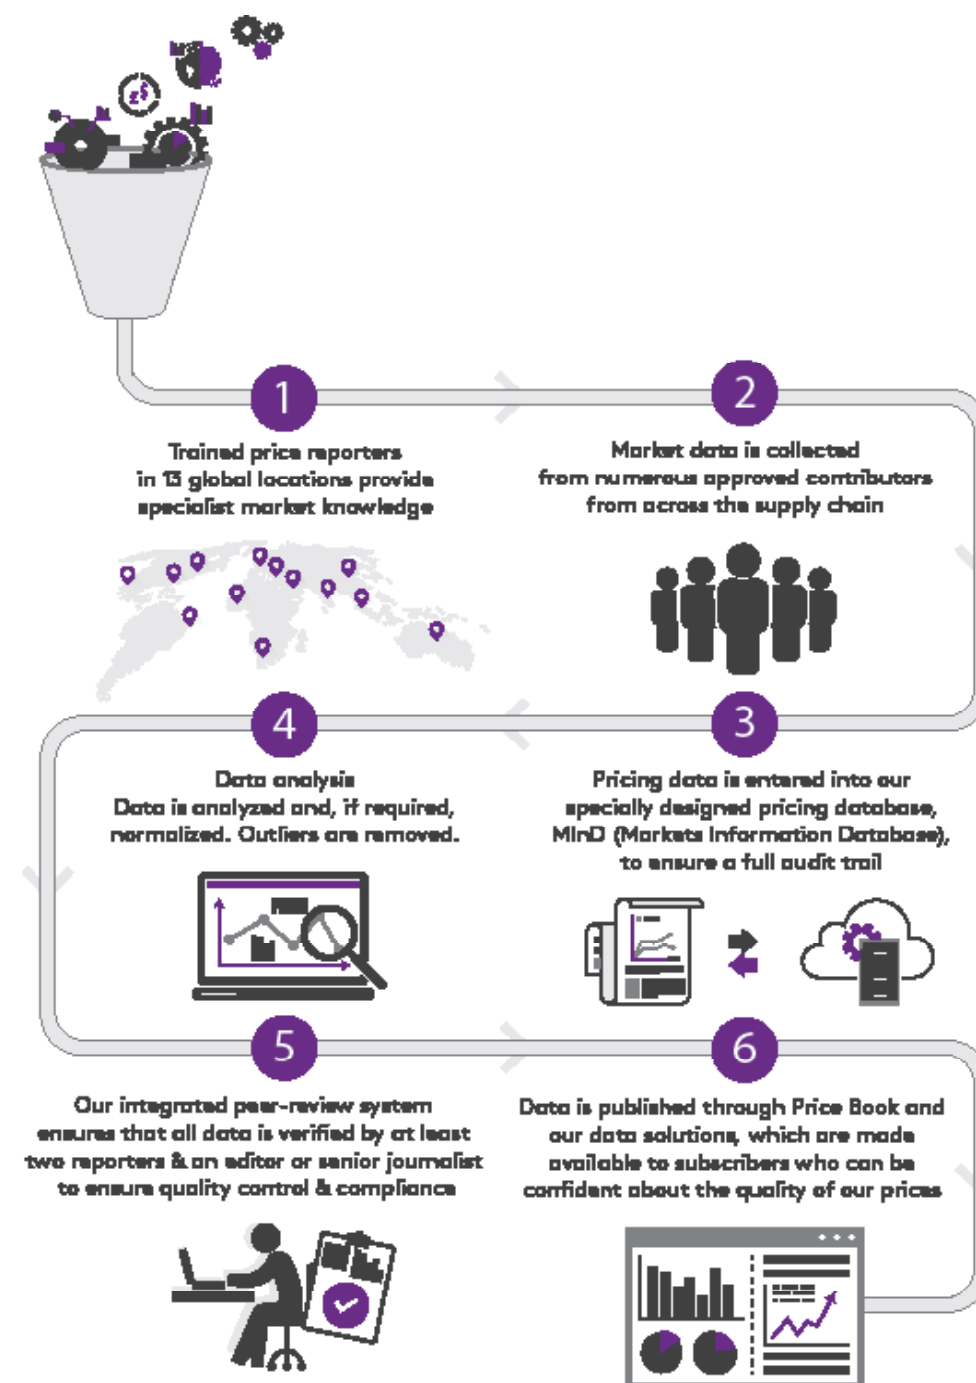 1
Trained price reporters
in 13 global locations provide
specialist market knowledge
2
Market data is collected
from numerous approved contributors
from across the supply chain
3
Pricing data is entered into our
specially designed pricing database,
MInD (Markets Information Database),
to ensure a full audit trail
4
Data analysis
Data is analyzed and, if required,
normalized. Outliers are removed.
5
Our integrated peer-review system
ensures that all data is verified by at least
two reporters & an editor or senior journalist
to ensure quality control & compliance
6
Data is published through Price Book and
our data solutions, which are made
available to subscribers who can be
confident about the quality of our prices